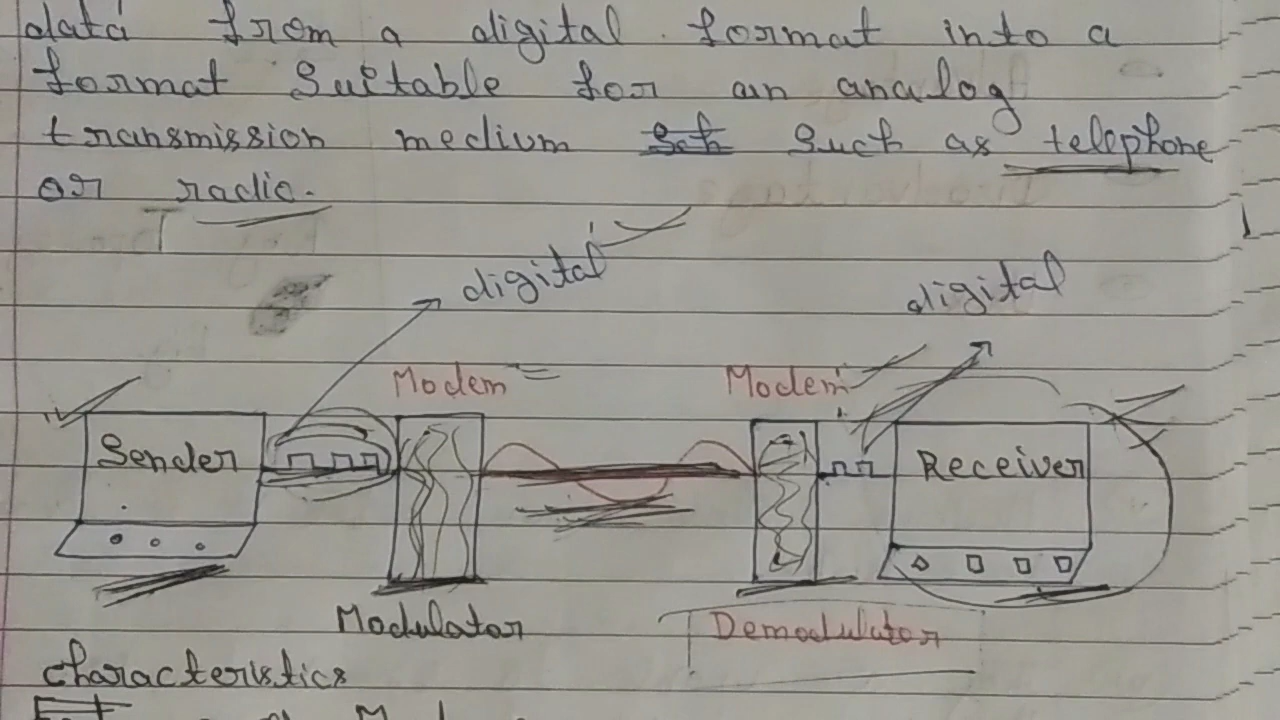 data from a digital format into a
format Suitable for an analog
transmission medium such as telephone
or radio.
digital
digital
Modem
Modem
Sender
Receiver
Modulator
Demodulator
characteristics